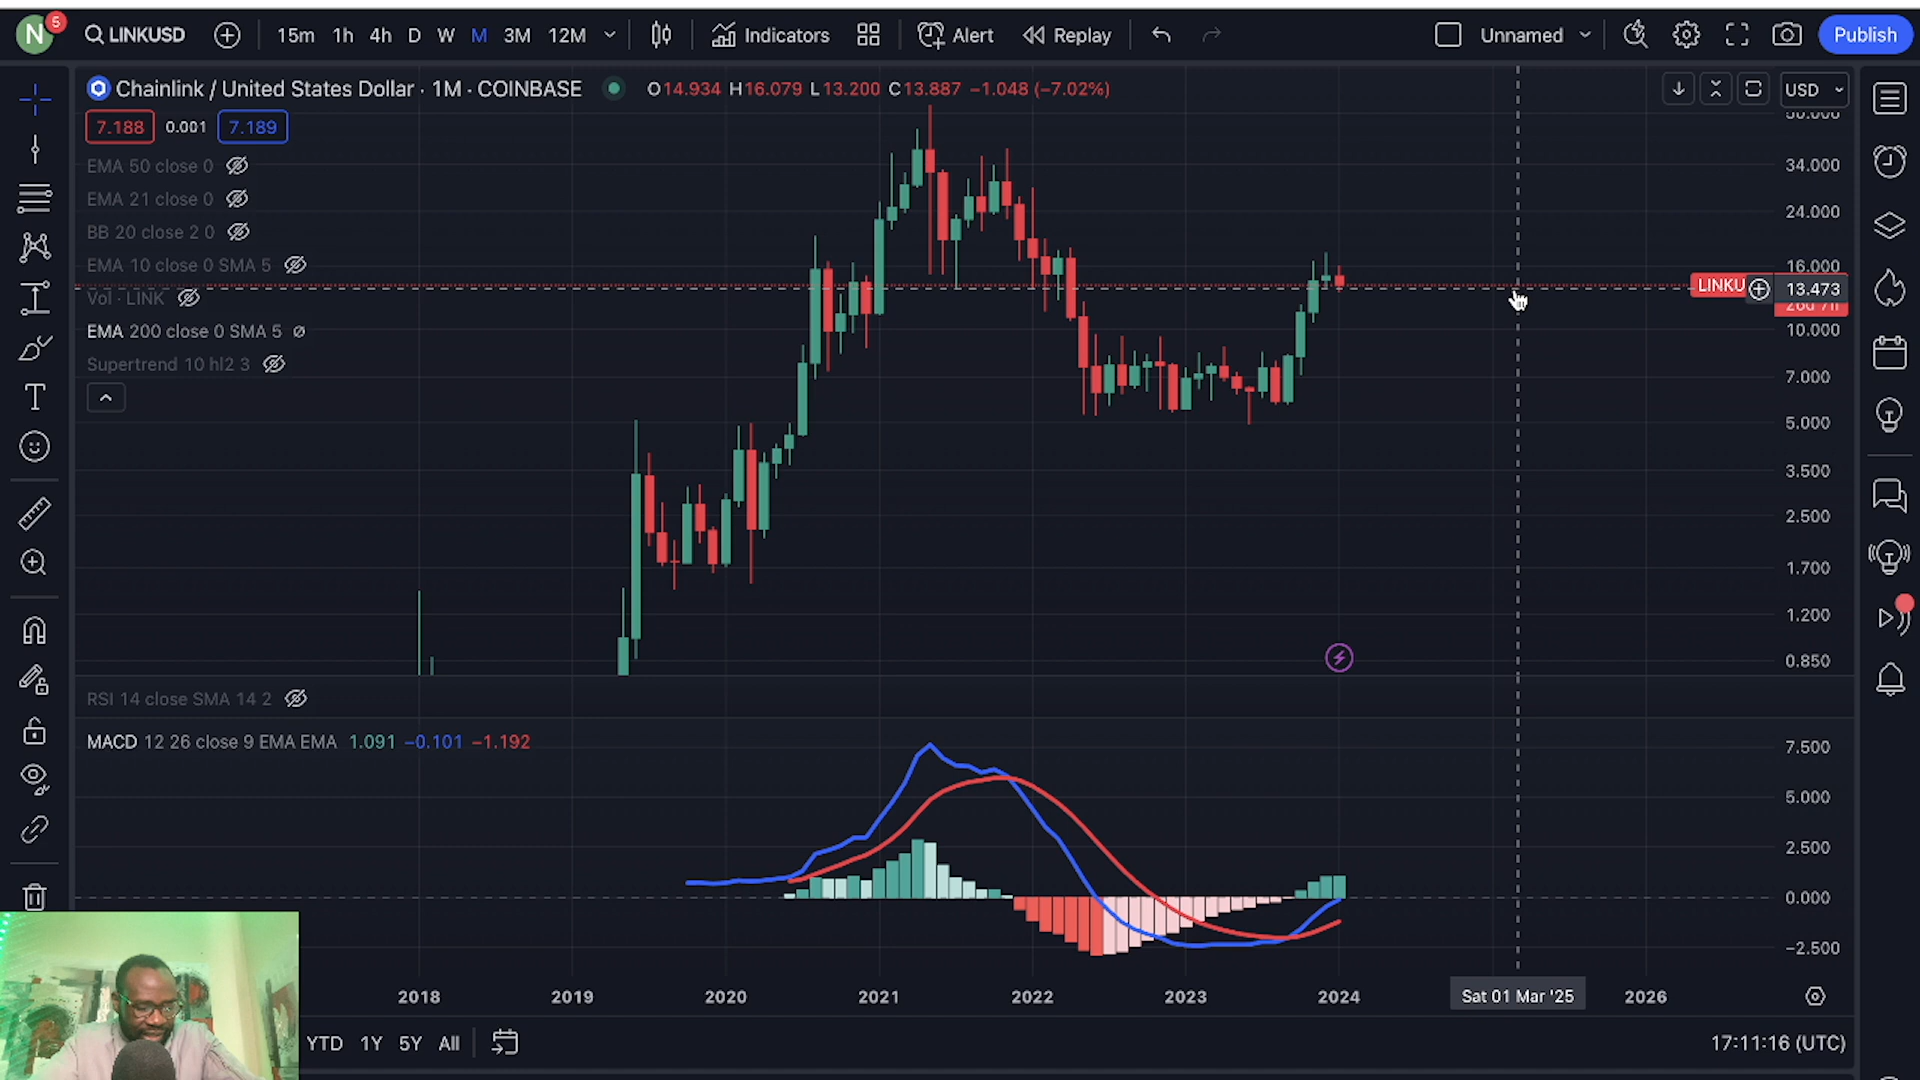 N 5 LINKUSD 15m 1h 4h D W M 3M 12M Indicators Alert Replay Unnamed Publish
Chainlink / United States Dollar · 1M · COINBASE O14.934 H16.079 L13.200 C13.887 −1.048 (−7.02%) USD
7.188 0.001 7.189
EMA 50 close 0
EMA 21 close 0
BB 20 close 2 0
EMA 10 close 0 SMA 5
Vol · LINK
EMA 200 close 0 SMA 5 ∅
Supertrend 10 hl2 3
34.000
24.000
16.000
LINKU 13.473
10.000
7.000
5.000
3.500
2.500
1.700
1.200
0.850
RSI 14 close SMA 14 2
MACD 12 26 close 9 EMA EMA 1.091 −0.101 −1.192
7.500
5.000
2.500
0.000
−2.500
2018 2019 2020 2021 2022 2023 2024 Sat 01 Mar '25 2026
YTD 1Y 5Y All 17:11:16 (UTC)